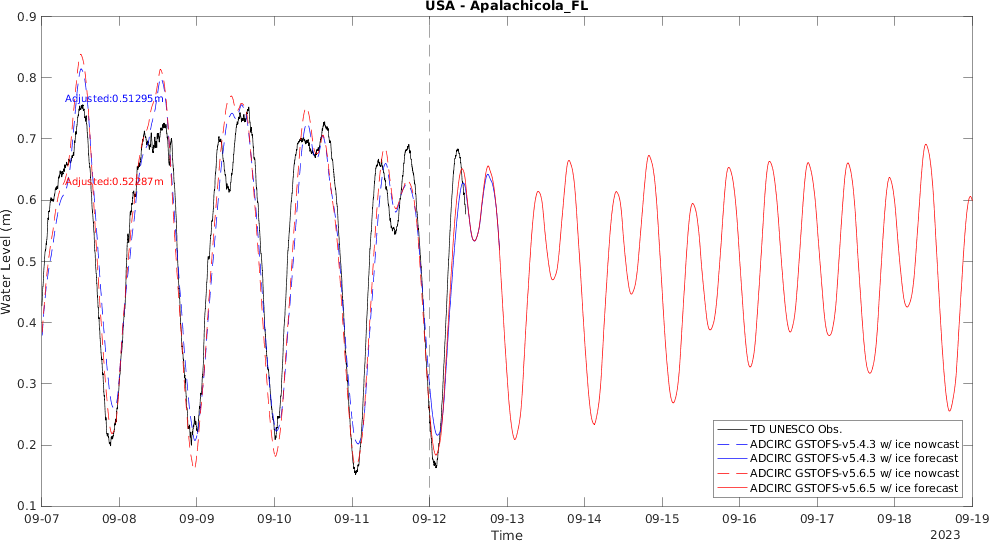 USA - Apalachicola_FL
0.9
0.8
0.7
0.6
0.5
0.4
0.3
0.2
0.1
Water Level (m)
Adjusted:0.51295m
Adjusted:0.52287m
TD UNESCO Obs.
ADCIRC GSTOFS-v5.4.3 w/ ice nowcast
ADCIRC GSTOFS-v5.4.3 w/ ice forecast
ADCIRC GSTOFS-v5.6.5 w/ ice nowcast
ADCIRC GSTOFS-v5.6.5 w/ ice forecast
09-07 09-08 09-09 09-10 09-11 09-12 09-13 09-14 09-15 09-16 09-17 09-18 09-19
Time
2023